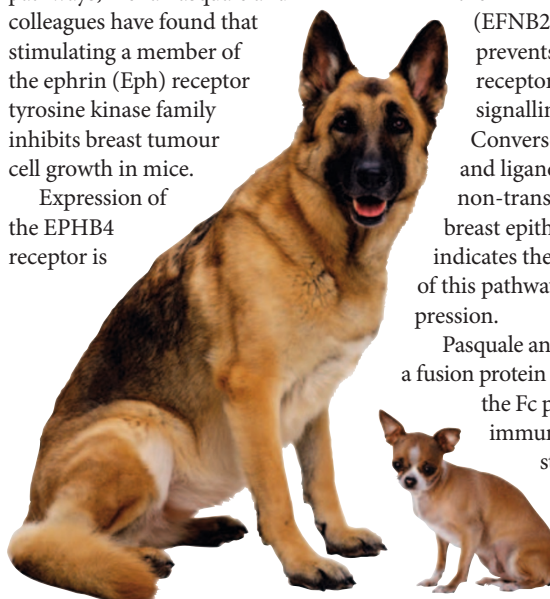 colleagues have found that
stimulating a member of
the ephrin (Eph) receptor
tyrosine kinase family
inhibits breast tumour
cell growth in mice.
Expression of
the EPHB4
receptor is
(EFNB2
prevents
receptor
signallin
Convers
and ligand
non-trans
breast epith
indicates the
of this pathwa
pression.
Pasquale an
a fusion protein
the Fc p
immun
st